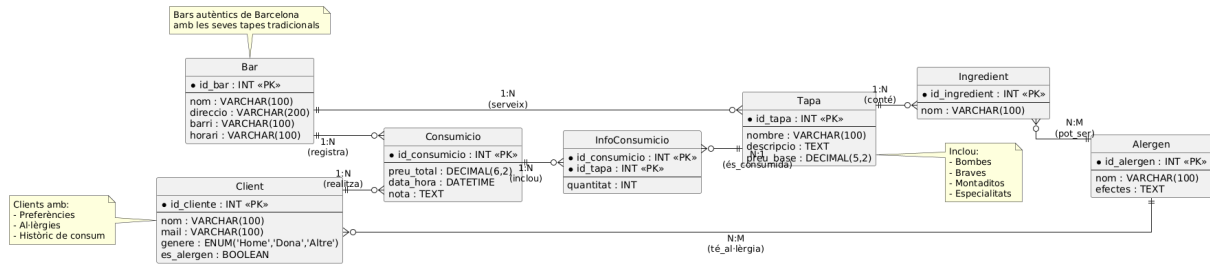 Bars autèntics de Barcelona
amb les seves tapes tradicionals
Bar
id_bar : INT «PK»
nom : VARCHAR(100)
direccio : VARCHAR(200)
barri : VARCHAR(100)
horari : VARCHAR(100)
1:N
(serveix)
1:N
(registra)
Consumicio
id_consumicio : INT «PK»
preu_total : DECIMAL(6,2)
data_hora : DATETIME
nota : TEXT
1:N
(inclou)
InfoConsumicio
id_consumicio : INT «PK»
id_tapa : INT «PK»
quantitat : INT
N:1
(és_consumida)
Tapa
id_tapa : INT «PK»
nombre : VARCHAR(100)
descripcio : TEXT
preu_base : DECIMAL(5,2)
1:N
(conté)
Ingredient
id_ingredient : INT «PK»
nom : VARCHAR(100)
N:M
(pot_ser)
Alergen
id_alergen : INT «PK»
nom : VARCHAR(100)
efectes : TEXT
Inclou:
- Bombes
- Braves
- Montaditos
- Especialitats
1:N
(realitza)
Client
id_cliente : INT «PK»
nom : VARCHAR(100)
mail : VARCHAR(100)
genere : ENUM('Home','Dona','Altre')
es_alergen : BOOLEAN
Clients amb:
- Preferències
- Al·lèrgies
- Històric de consum
N:M
(té_al·lèrgia)